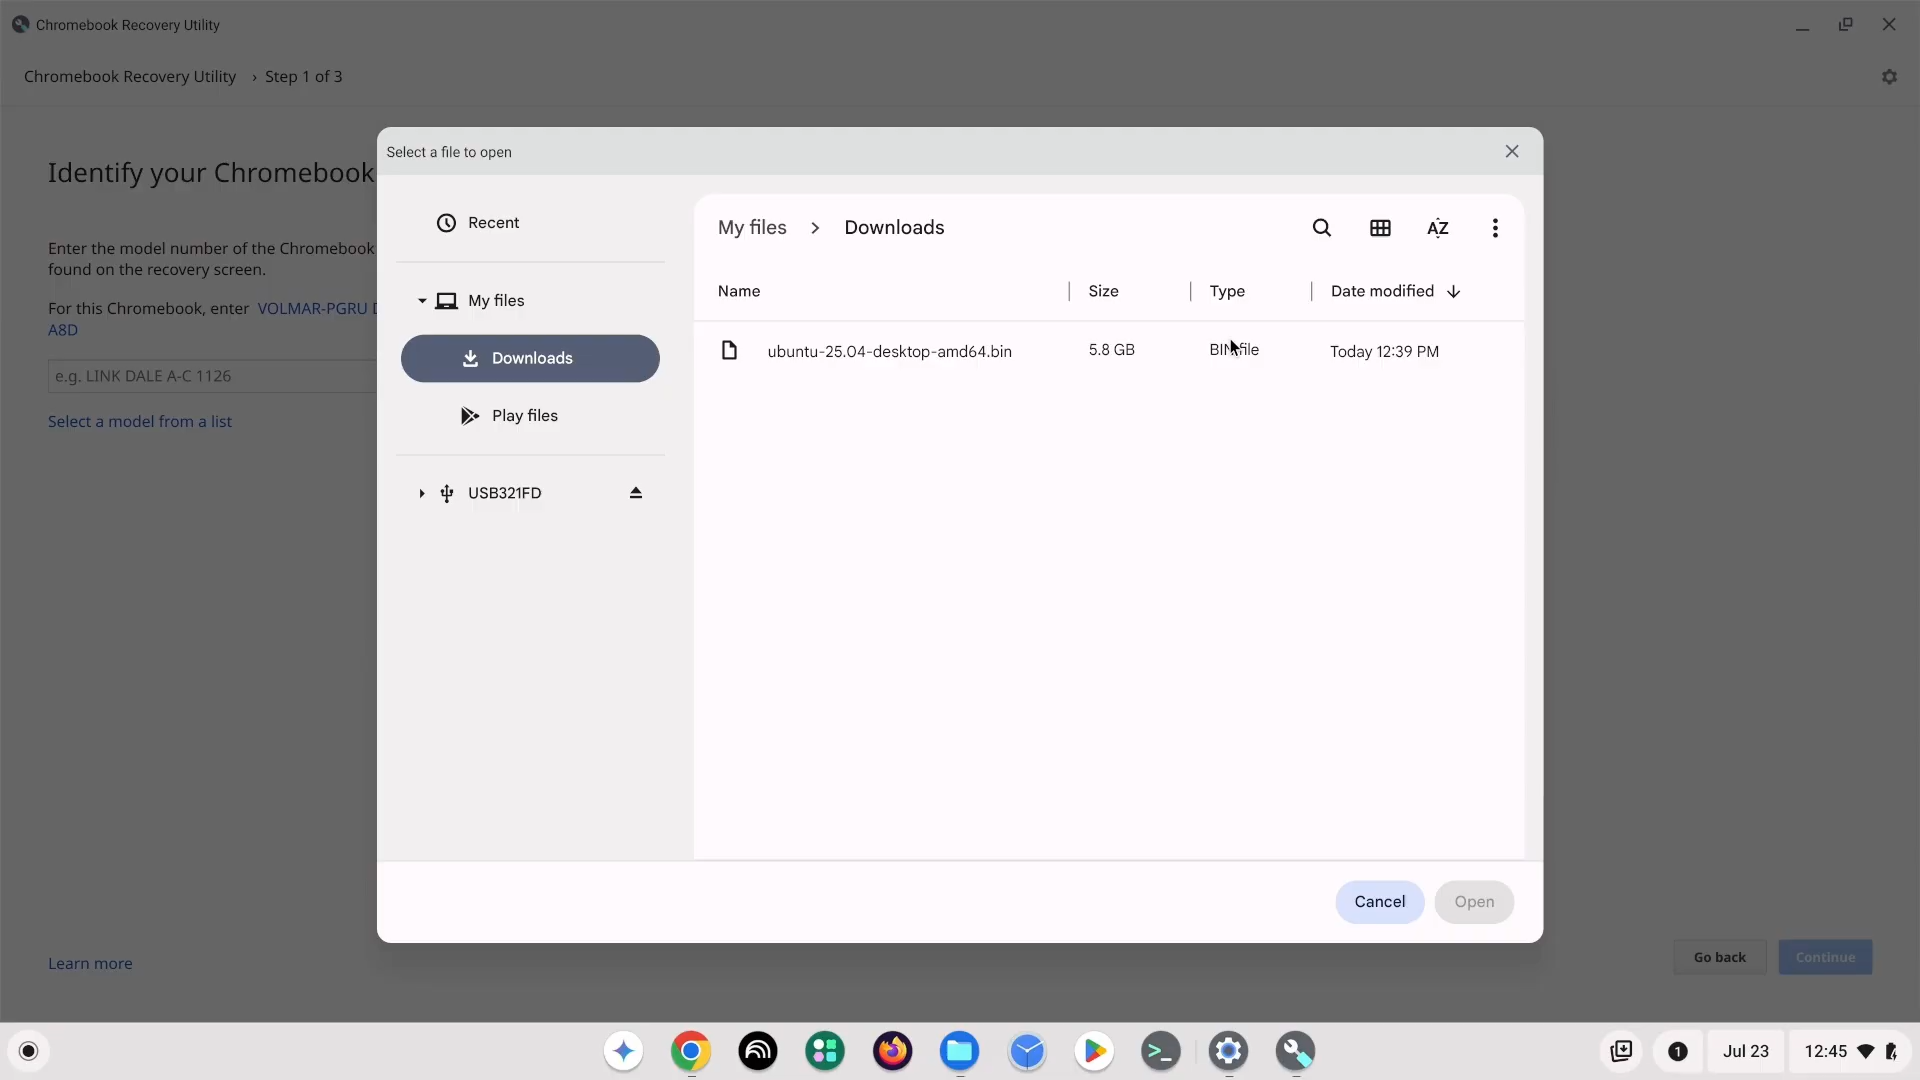 Chromebook Recovery Utility
Chromebook Recovery Utility › Step 1 of 3
Identify your Chromebook
Enter the model number of the Chromebook
found on the recovery screen.
For this Chromebook, enter VOLMAR-PGRU
A8D
e.g. LINK DALE A-C 1126
Select a model from a list
Learn more
Go back
Continue
Select a file to open
Recent
My files
Downloads
Play files
USB321FD
My files > Downloads
AZ
Name Size Type Date modified
ubuntu-25.04-desktop-amd64.bin 5.8 GB BIN file Today 12:39 PM
Cancel
Open
1
Jul 23
12:45